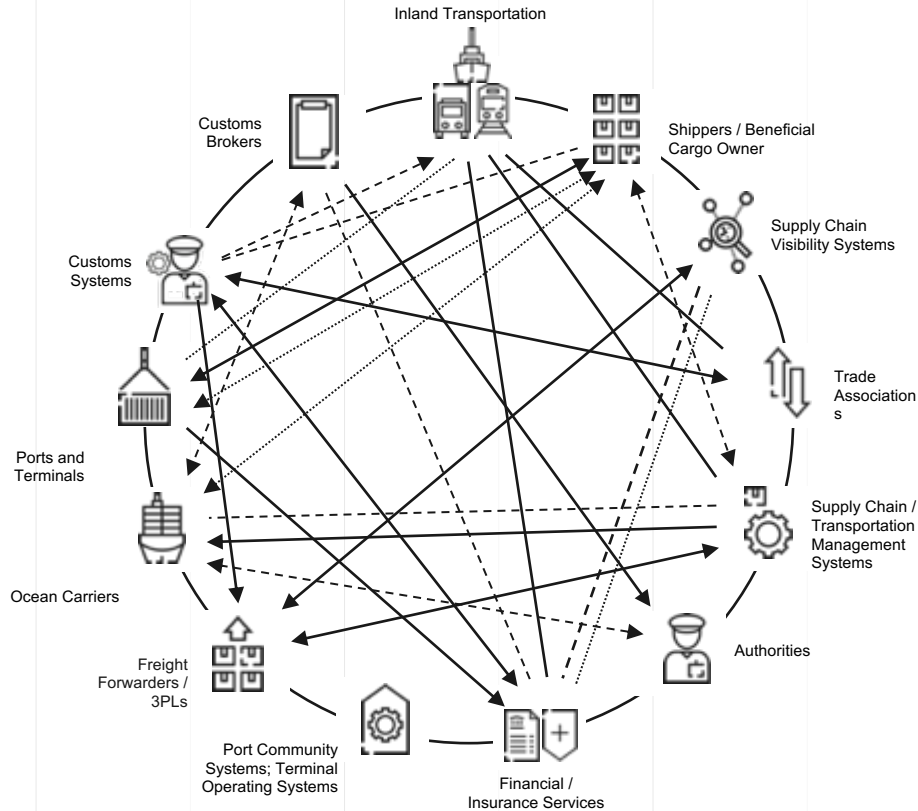 Inland Transportation
Customs
Brokers
Shippers / Beneficial
Cargo Owner
Supply Chain
Visibility Systems
Customs
Systems
Trade
Association
s
Ports and
Terminals
Supply Chain /
Transportation
Management
Systems
Ocean Carriers
Authorities
Freight
Forwarders /
3PLs
Port Community
Systems; Terminal
Operating Systems
Financial /
Insurance Services